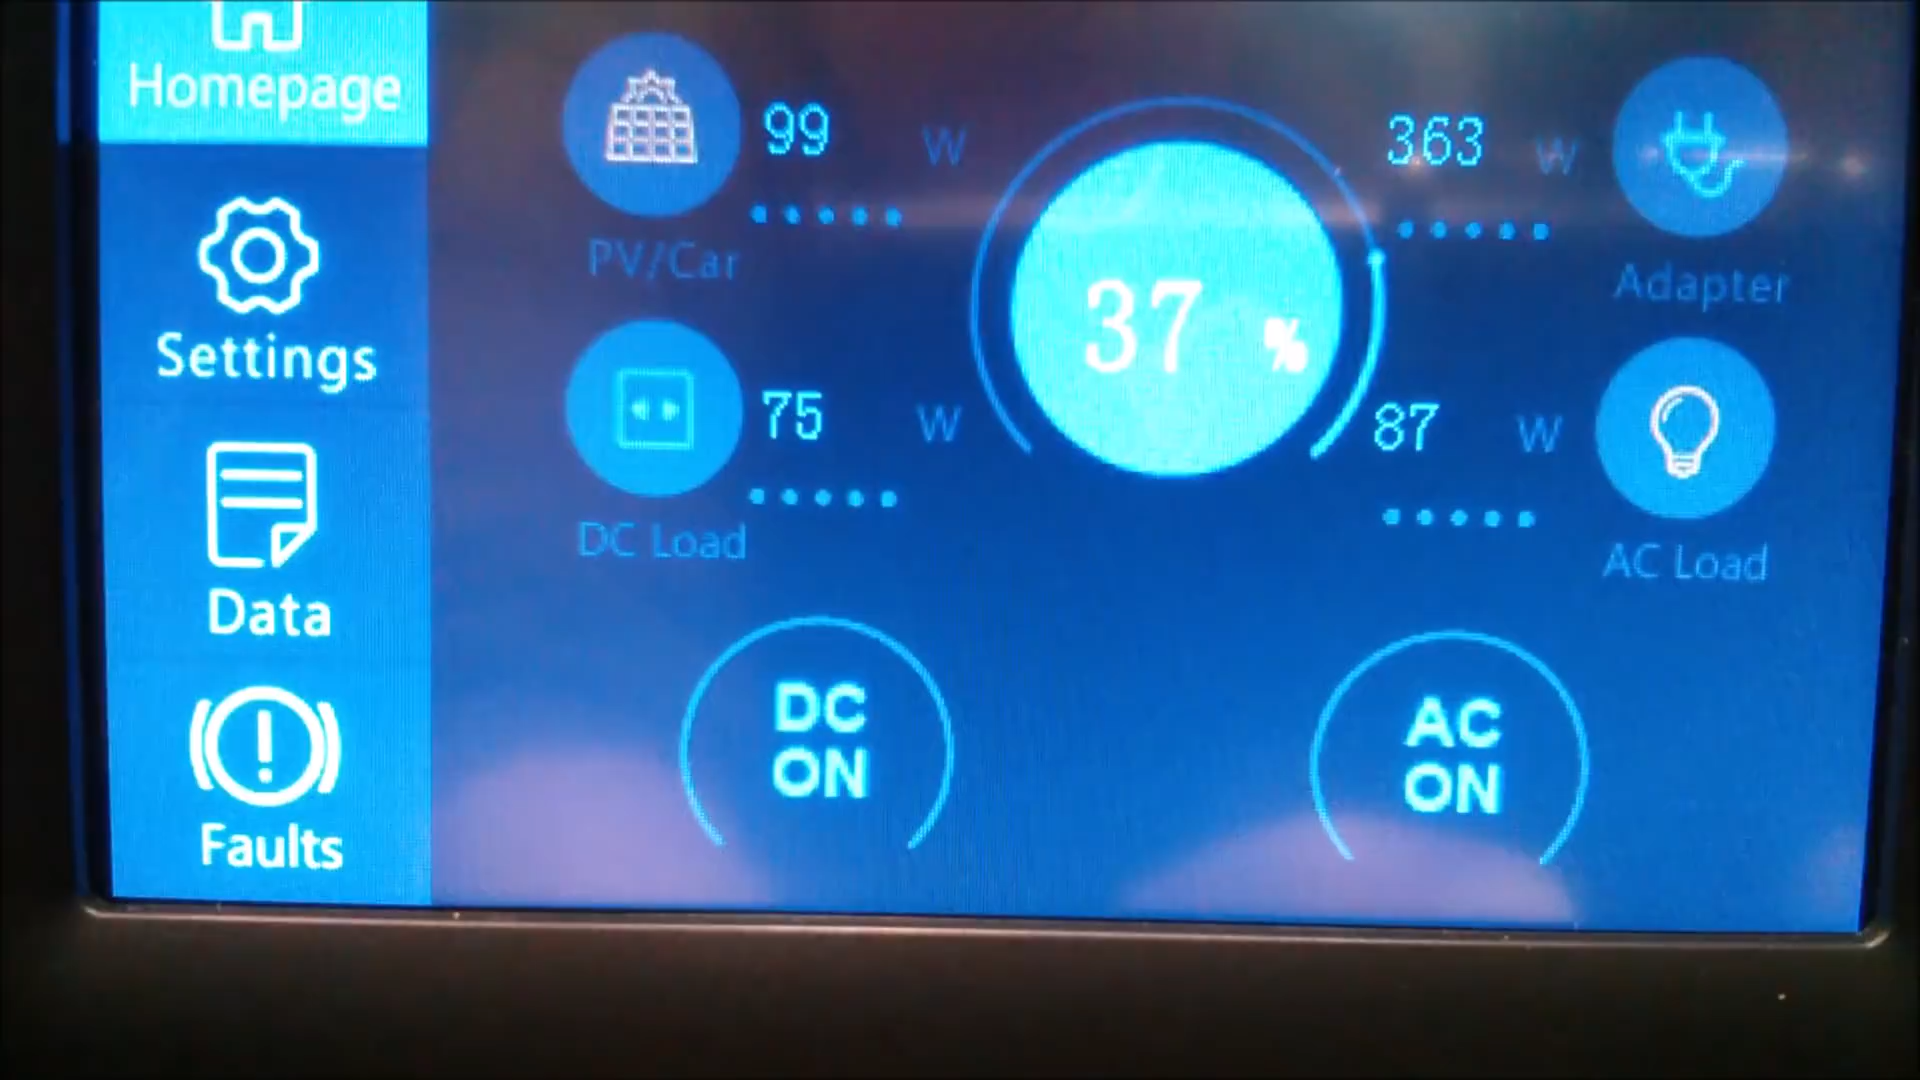 Homepage
Settings
Data
Faults
99 W
PV/Car
363 W
Adapter
37 %
75 W
DC Load
87 W
AC Load
DC
ON
AC
ON